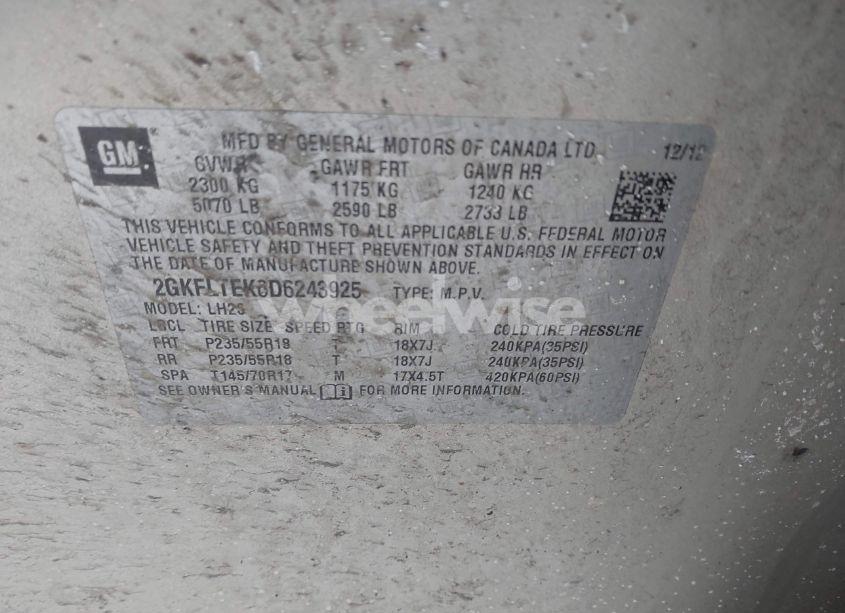 GM
MFD BY GENERAL MOTORS OF CANADA LTD 12/12
GVWR GAWR FRT GAWR RR
2300 KG 1175 KG 1240 KG
5070 LB 2590 LB 2733 LB
THIS VEHICLE CONFORMS TO ALL APPLICABLE U.S. FEDERAL MOTOR
VEHICLE SAFETY AND THEFT PREVENTION STANDARDS IN EFFECT ON
THE DATE OF MANUFACTURE SHOWN ABOVE.
TYPE: M.P.V.
MODEL:
wheelwise
LOCL TIRE SIZE SPEED RTG RIM COLD TIRE PRESSURE
FRT P235/55R18 T 18X7J 240KPA(35PSI)
RR P235/55R18 T 18X7J 240KPA(35PSI)
SPA T145/70R17 M 17X4.5T 420KPA(60PSI)
SEE OWNER'S MANUAL FOR MORE INFORMATION.